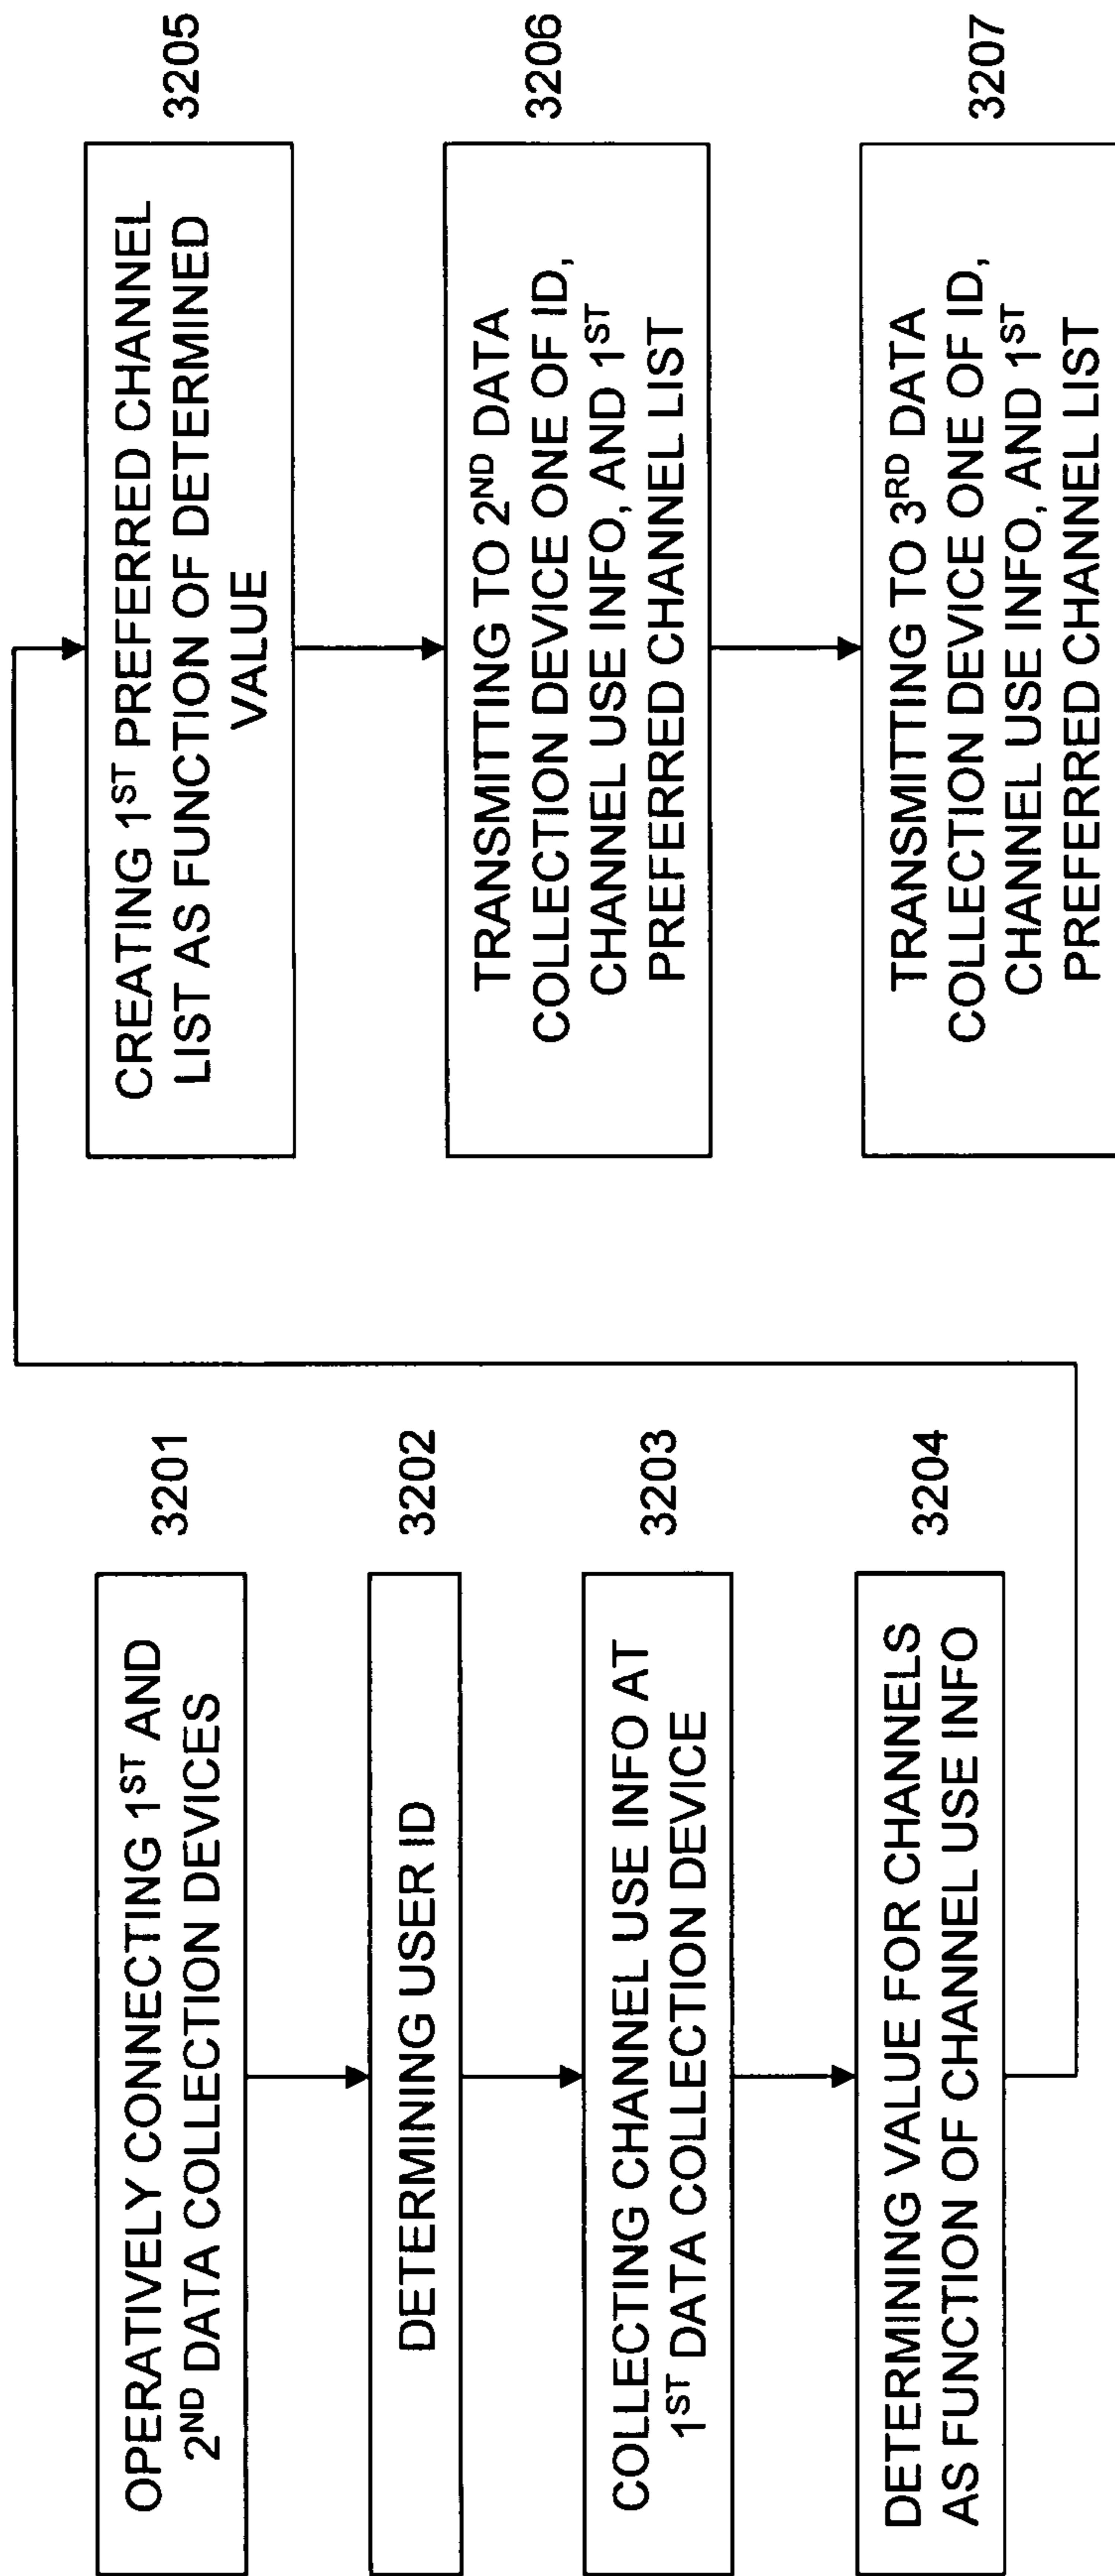 OPERATIVELY CONNECTING 1ST AND
2ND DATA COLLECTION DEVICES
3201
DETERMINING USER ID
3202
COLLECTING CHANNEL USE INFO AT
1ST DATA COLLECTION DEVICE
3203
DETERMINING VALUE FOR CHANNELS
AS FUNCTION OF CHANNEL USE INFO
3204
CREATING 1ST PREFERRED CHANNEL
LIST AS FUNCTION OF DETERMINED
VALUE
3205
TRANSMITTING TO 2ND DATA
COLLECTION DEVICE ONE OF ID,
CHANNEL USE INFO, AND 1ST
PREFERRED CHANNEL LIST
3206
TRANSMITTING TO 3RD DATA
COLLECTION DEVICE ONE OF ID,
CHANNEL USE INFO, AND 1ST
PREFERRED CHANNEL LIST
3207